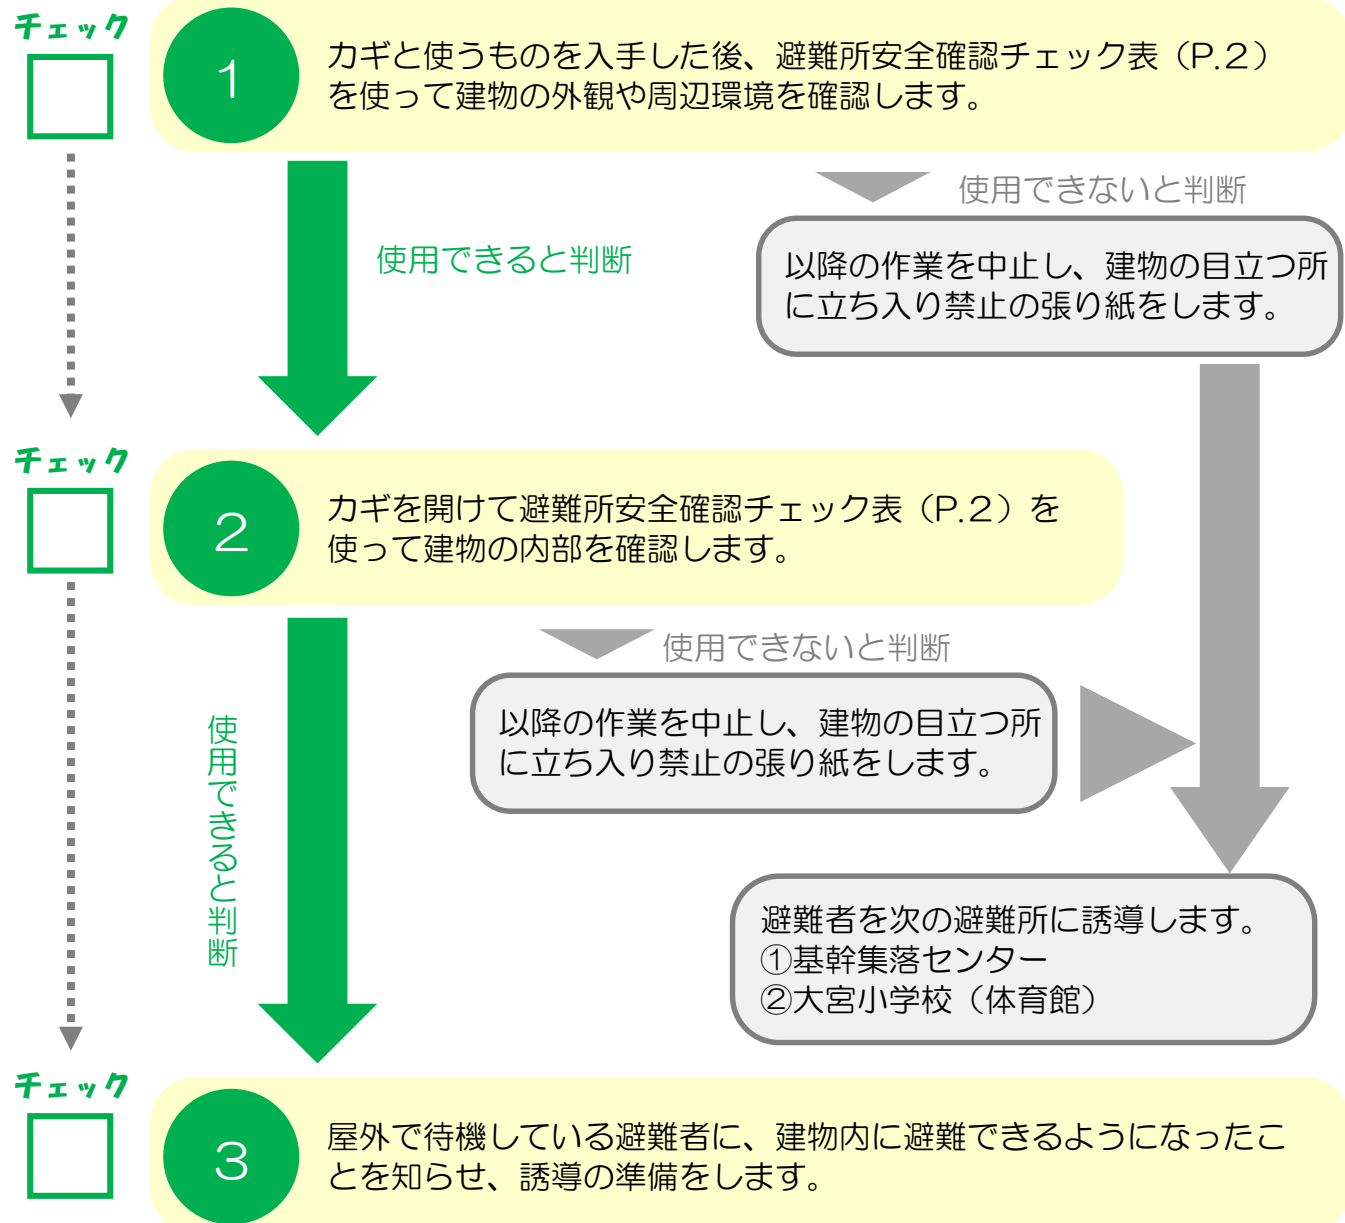 チェック
1
カギと使うものを入手した後、避難所安全確認チェック表（P.2）
を使って建物の外観や周辺環境を確認します。
使用できないと判断
使用できると判断
以降の作業を中止し、建物の目立つ所
に立ち入り禁止の張り紙をします。
チェック
2
カギを開けて避難所安全確認チェック表（P.2）を
使って建物の内部を確認します。
使用できないと判断
以降の作業を中止し、建物の目立つ所
に立ち入り禁止の張り紙をします。
使用できると判断
避難者を次の避難所に誘導します。
①基幹集落センター
②大宮小学校（体育館）
チェック
3
屋外で待機している避難者に、建物内に避難できるようになったこ
とを知らせ、誘導の準備をします。